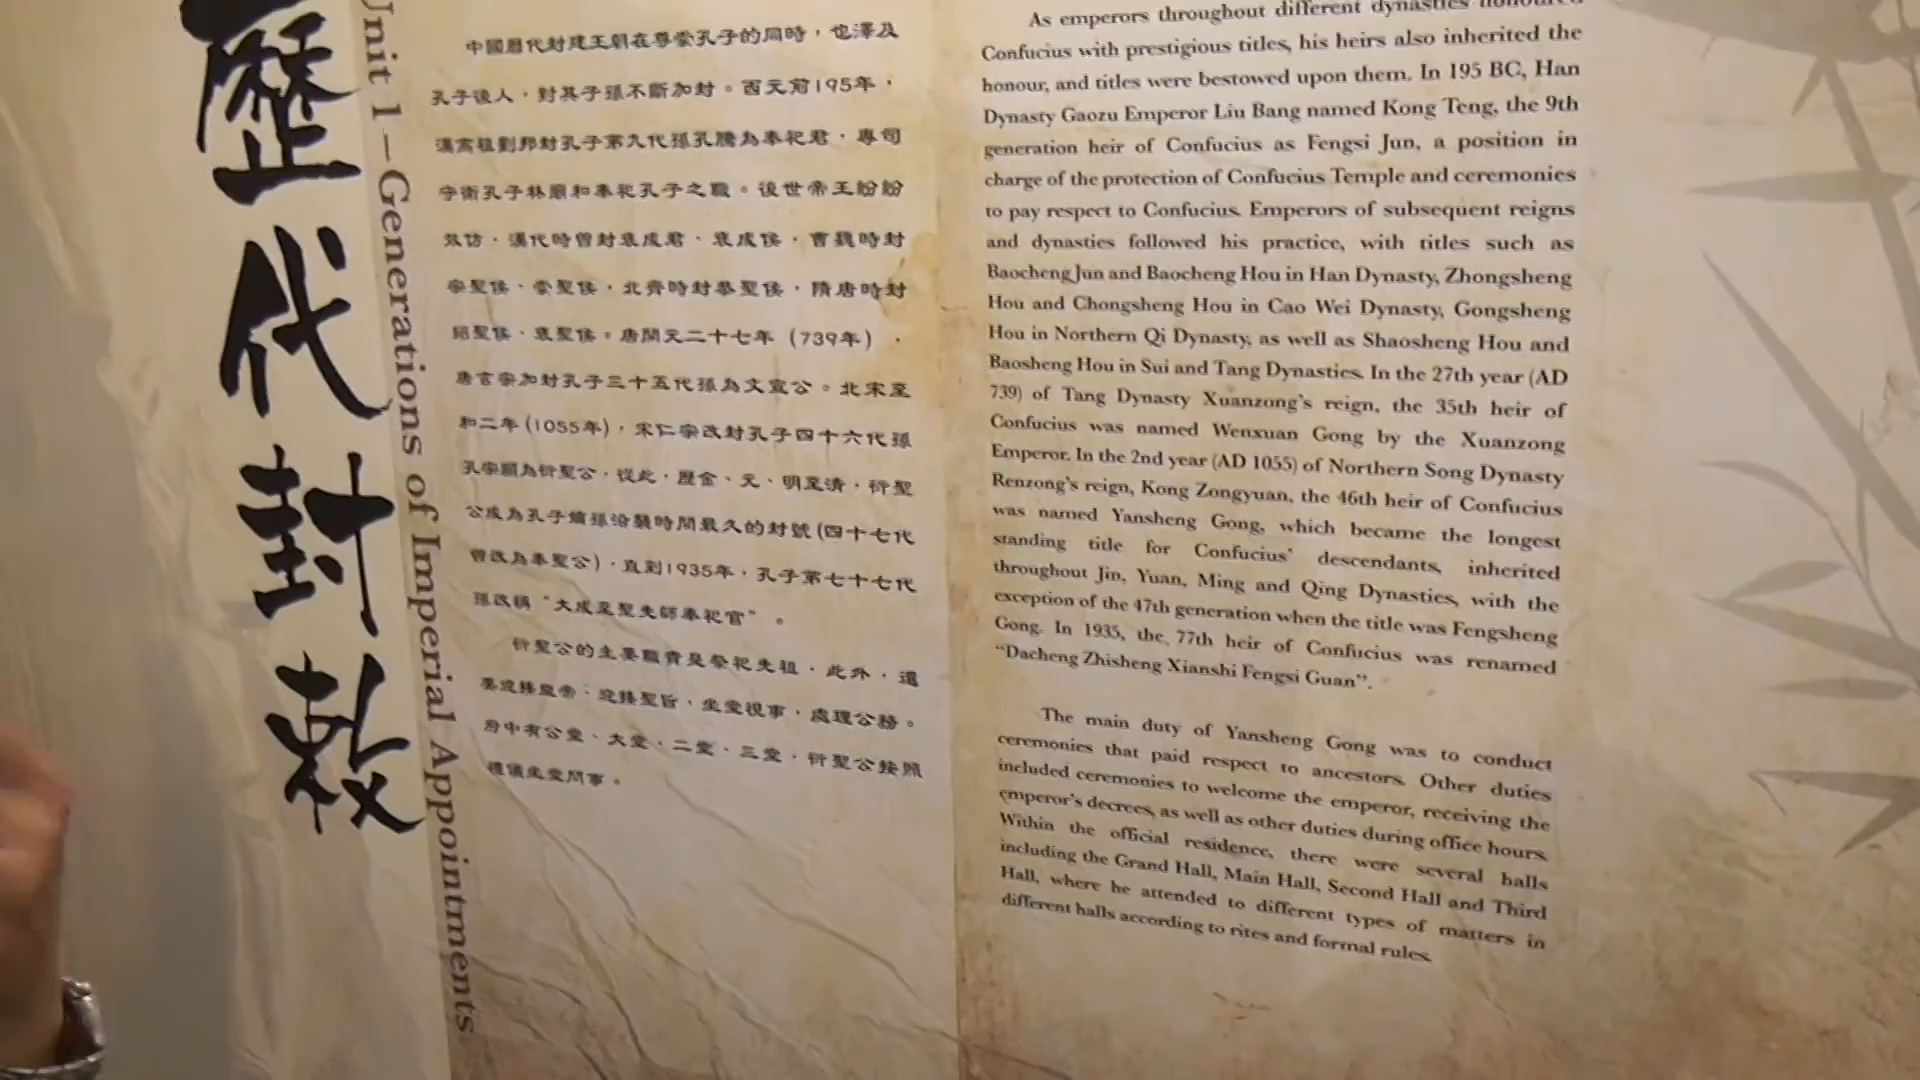 歷代封敕
Unit 1—Generations of Imperial Appointments
中國歷代封建王朝在尊崇孔子的同時，也澤及
孔子後人，對其子孫不斷加封。西元前195年，
漢高祖劉邦封孔子第九代孫孔騰為奉祀君，專司
守衛孔子林廟和奉祀孔子之職。後世帝王紛紛
效仿，漢代時曾封褒成君、褒成侯，曹魏時封
宗聖侯、崇聖侯，北齊時封恭聖侯，隋唐時封
紹聖侯、褒聖侯。唐開元二十七年（739年），
唐玄宗加封孔子三十五代孫為文宣公。北宋至
和二年(1055年)，宋仁宗改封孔子四十六代孫
孔宗願為衍聖公，從此，歷金、元、明至清，衍聖
公成為孔子嫡孫沿襲時間最久的封號(四十七代
曾改為奉聖公)，直到1935年，孔子第七十七代
孫改稱“大成至聖先師奉祀官”。
衍聖公的主要職責是祭祀先祖，此外，還
要迎接皇帝，迎接聖旨，坐堂視事，處理公務。
府中有公堂、大堂、二堂、三堂，衍聖公按照
禮儀坐堂問事。
As emperors throughout different dynasties honoured
Confucius with prestigious titles, his heirs also inherited the
honour, and titles were bestowed upon them. In 195 BC, Han
Dynasty Gaozu Emperor Liu Bang named Kong Teng, the 9th
generation heir of Confucius as Fengsi Jun, a position in
charge of the protection of Confucius Temple and ceremonies
to pay respect to Confucius. Emperors of subsequent reigns
and dynasties followed his practice, with titles such as
Baocheng Jun and Baocheng Hou in Han Dynasty, Zhongsheng
Hou and Chongsheng Hou in Cao Wei Dynasty, Gongsheng
Hou in Northern Qi Dynasty, as well as Shaosheng Hou and
Baosheng Hou in Sui and Tang Dynasties. In the 27th year (AD
739) of Tang Dynasty Xuanzong's reign, the 35th heir of
Confucius was named Wenxuan Gong by the Xuanzong
Emperor. In the 2nd year (AD 1055) of Northern Song Dynasty
Renzong's reign, Kong Zongyuan, the 46th heir of Confucius
was named Yansheng Gong, which became the longest
standing title for Confucius' descendants, inherited
throughout Jin, Yuan, Ming and Qing Dynasties, with the
exception of the 47th generation when the title was Fengsheng
Gong. In 1935, the 77th heir of Confucius was renamed
“Dacheng Zhisheng Xianshi Fengsi Guan”.
The main duty of Yansheng Gong was to conduct
ceremonies that paid respect to ancestors. Other duties
included ceremonies to welcome the emperor, receiving the
emperor's decrees, as well as other duties during office hours.
Within the official residence, there were several halls
including the Grand Hall, Main Hall, Second Hall and Third
Hall, where he attended to different types of matters in
different halls according to rites and formal rules.